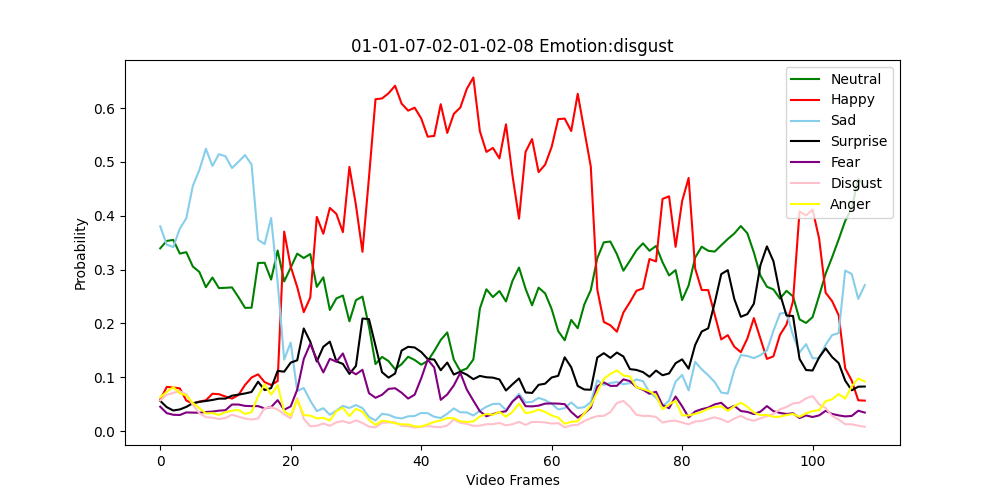 01-01-07-02-01-02-08 Emotion:disgust
Probability
0.6
0.5
0.4
0.3
0.2
0.1
0.0
Neutral
Happy
Sad
Surprise
Fear
Disgust
Anger
0 20 40 60 80 100
Video Frames